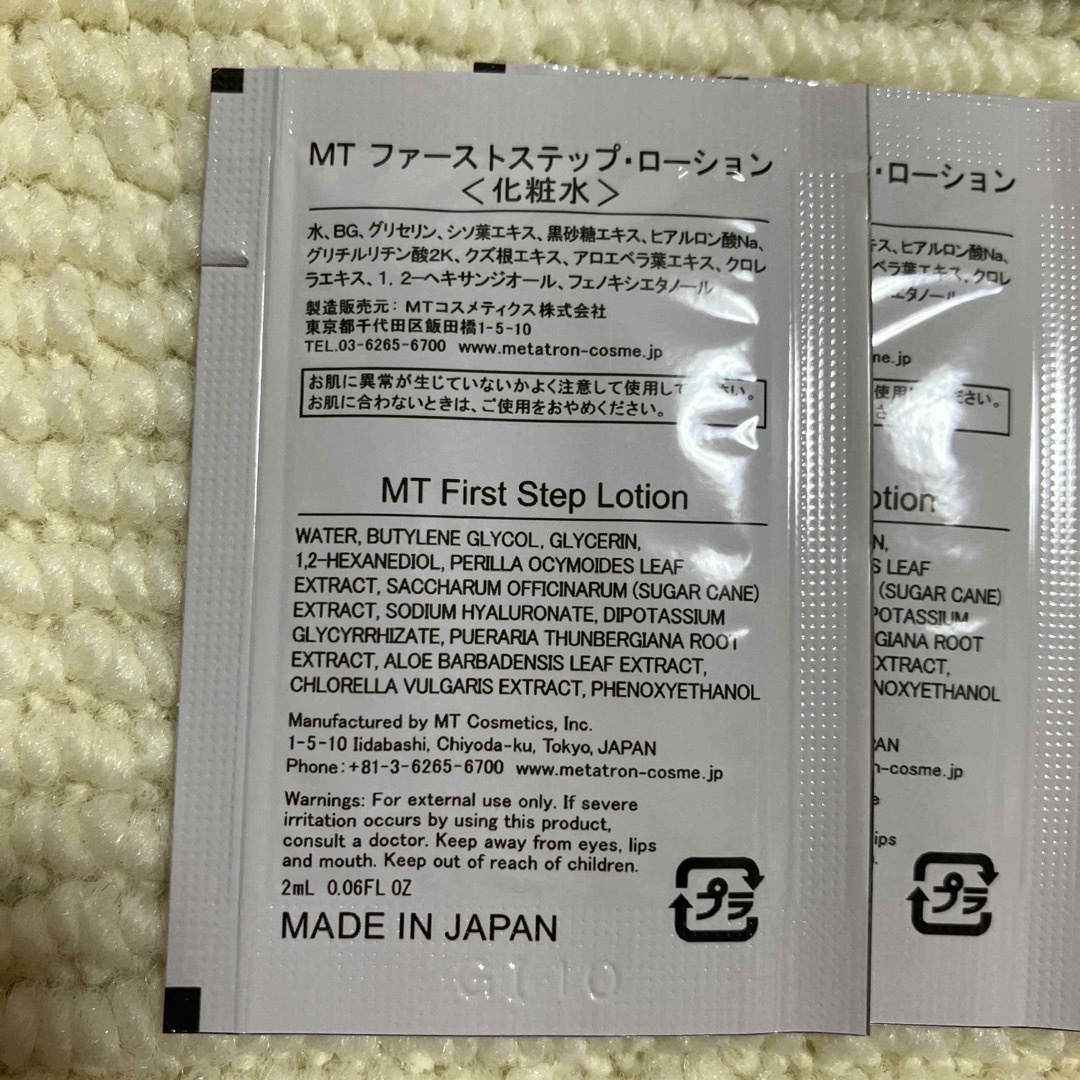 MT ファーストステップ・ローション
＜化粧水＞
水、BG、グリセリン、シソ葉エキス、黒砂糖エキス、ヒアルロン酸Na、
グリチルリチン酸2K、クズ根エキス、アロエベラ葉エキス、クロレ
ラエキス、1，2-ヘキサンジオール、フェノキシエタノール
製造販売元：MTコスメティクス株式会社
東京都千代田区飯田橋1-5-10
TEL.03-6265-6700 www.metatron-cosme.jp
お肌に異常が生じていないかよく注意して使用して さい。
お肌に合わないときは、ご使用をおやめください。
MT First Step Lotion
WATER, BUTYLENE GLYCOL, GLYCERIN,
1,2-HEXANEDIOL, PERILLA OCYMOIDES LEAF
EXTRACT, SACCHARUM OFFICINARUM (SUGAR CANE)
EXTRACT, SODIUM HYALURONATE, DIPOTASSIUM
GLYCYRRHIZATE, PUERARIA THUNBERGIANA ROOT
EXTRACT, ALOE BARBADENSIS LEAF EXTRACT,
CHLORELLA VULGARIS EXTRACT, PHENOXYETHANOL
Manufactured by MT Cosmetics, Inc.
1-5-10 Iidabashi, Chiyoda-ku, Tokyo, JAPAN
Phone:+81-3-6265-6700 www.metatron-cosme.jp
Warnings: For external use only. If severe
irritation occurs by using this product,
consult a doctor. Keep away from eyes, lips
and mouth. Keep out of reach of children.
2mL 0.06FL OZ
MADE IN JAPAN
プラ
・ローション
キス、ヒアルロン酸Na、
ベラ葉エキス、クロレ
エタノール
me.jp
使用 さい。
さ
otion
N,
S LEAF
(SUGAR CANE)
POTASSIUM
GIANA ROOT
EXTRACT,
NOXYETHANOL
PAN
ron-cosme.jp
e
ips
n.
プラ